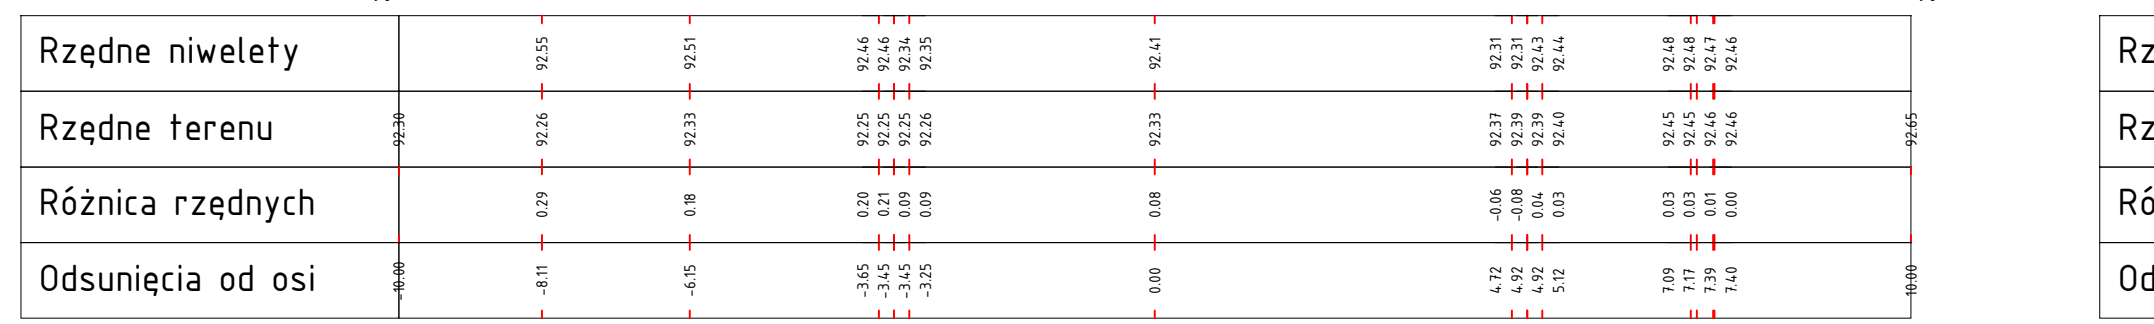 Rzędne niwelety 92.55 92.51 92.46 92.46 92.34 92.35 92.41 92.31 92.31 92.43 92.44 92.48 92.48 92.47 92.46 Rz
Rzędne terenu 92.30 92.26 92.33 92.25 92.25 92.25 92.26 92.33 92.37 92.39 92.39 92.40 92.45 92.45 92.46 92.46 92.65 Rz
Różnica rzędnych 0.29 0.18 0.20 0.21 0.09 0.09 0.08 -0.06 -0.08 0.04 0.03 0.03 0.03 0.01 0.00 Ró
Odsunięcia od osi -10.00 -8.11 -6.15 -3.65 -3.45 -3.45 -3.25 0.00 4.72 4.92 4.92 5.12 7.09 7.17 7.39 7.40 10.00 Od